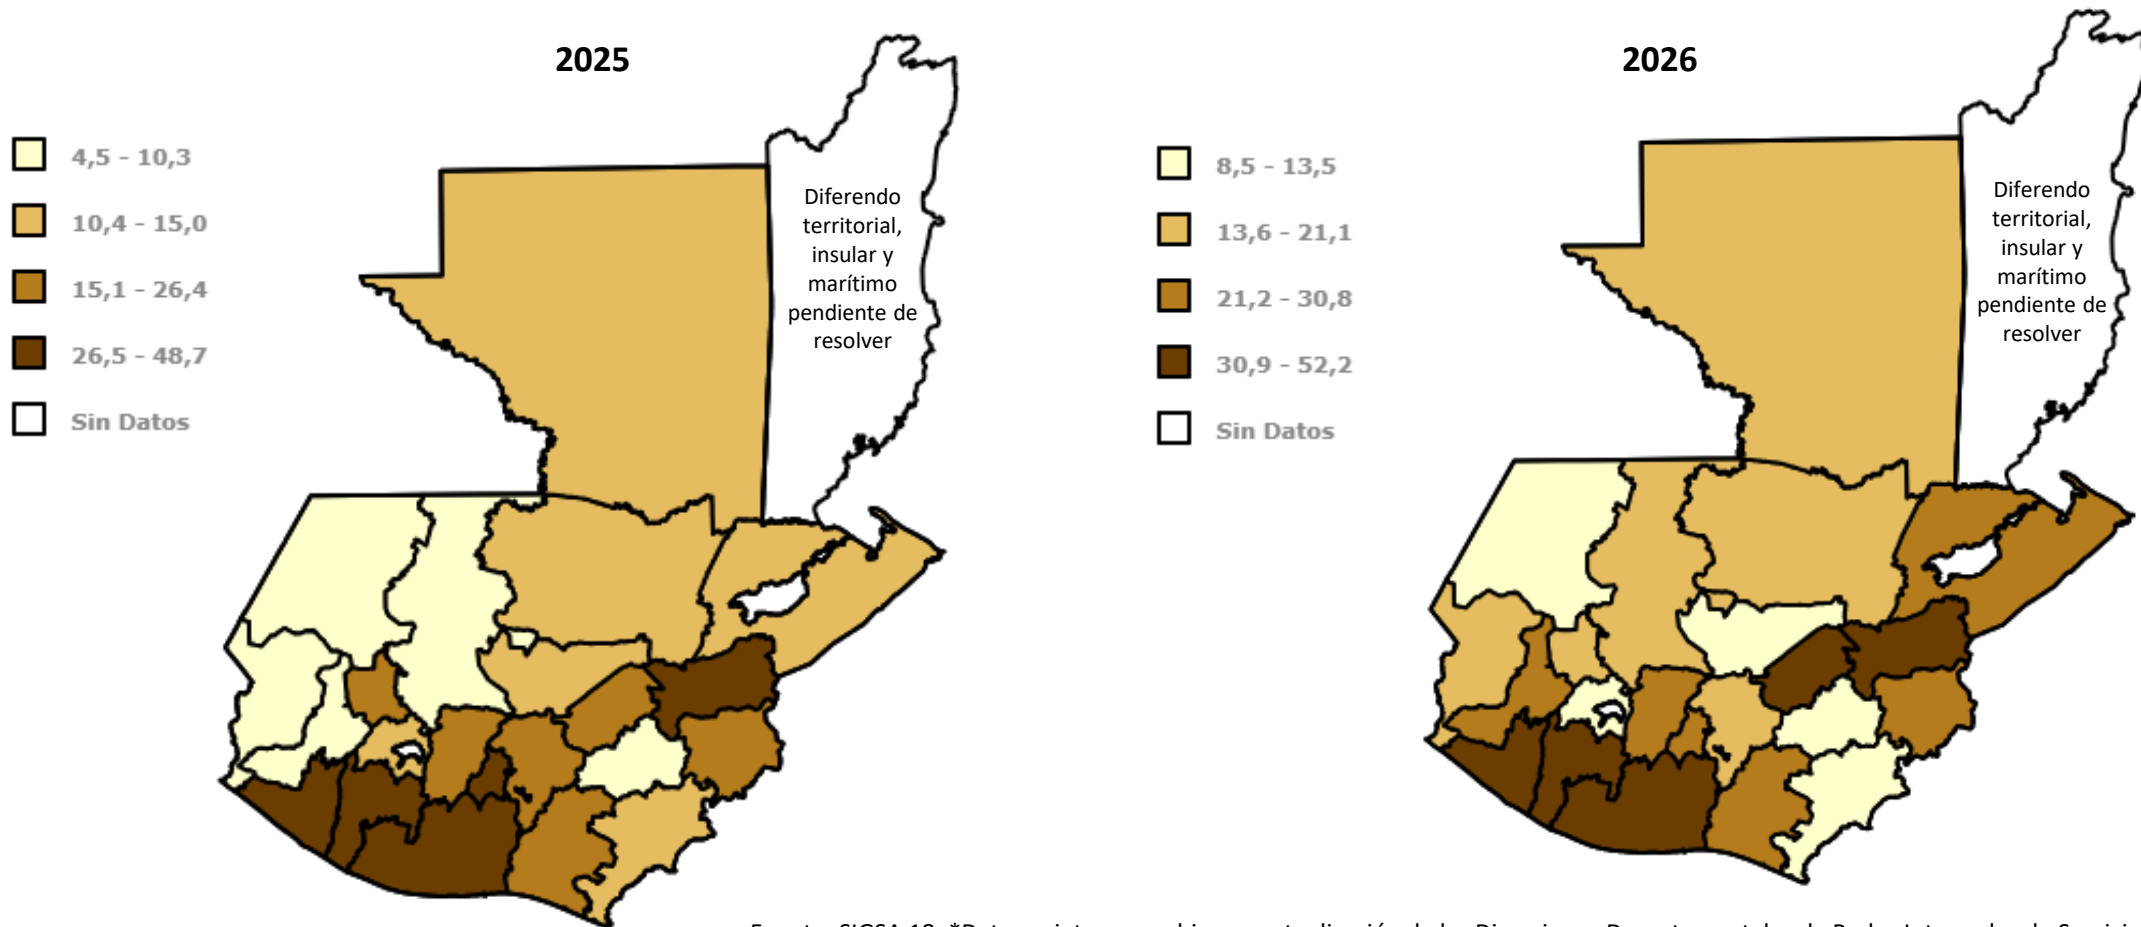 2025
4,5 - 10,3
10,4 - 15,0
15,1 - 26,4
26,5 - 48,7
Sin Datos
Diferendo
territorial,
insular y
marítimo
pendiente de
resolver
2026
8,5 - 13,5
13,6 - 21,1
21,2 - 30,8
30,9 - 52,2
Sin Datos
Diferendo
territorial,
insular y
marítimo
pendiente de
resolver